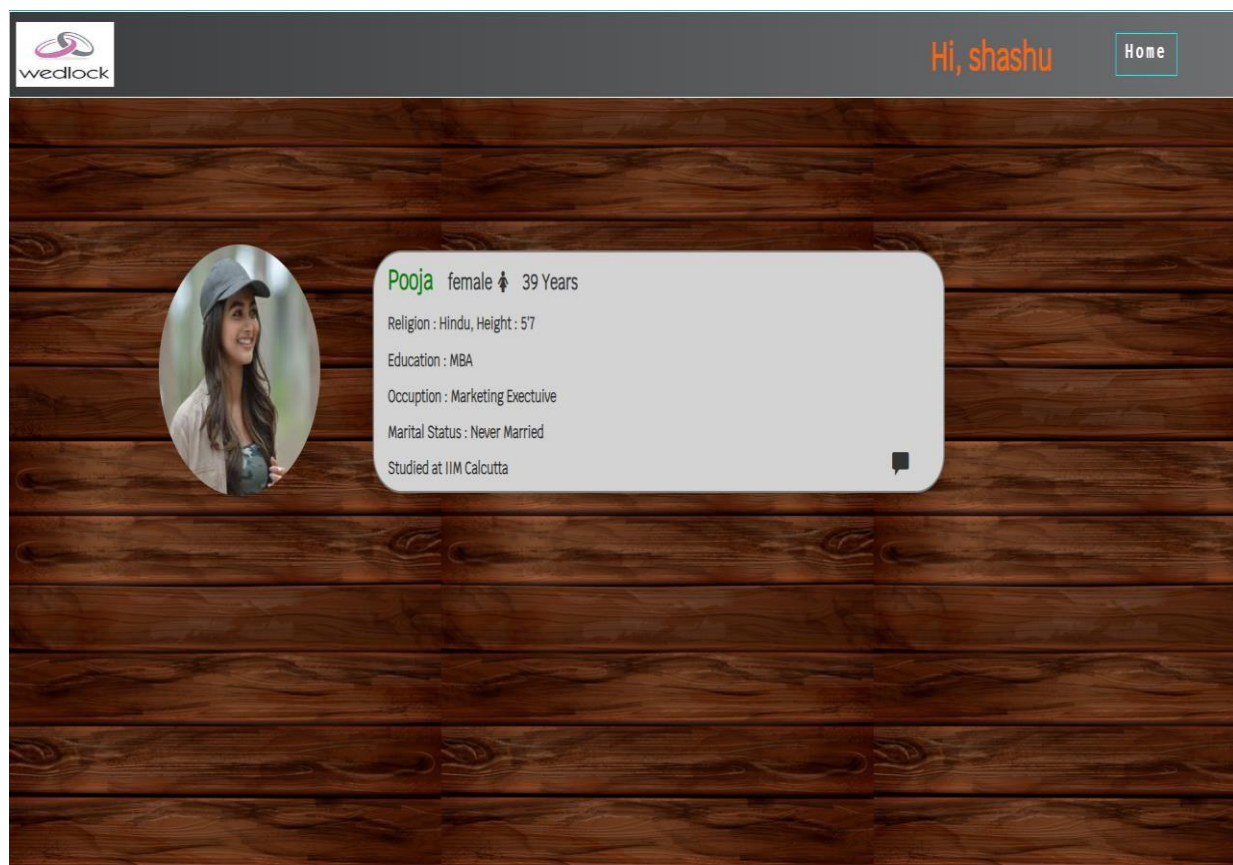 wedlock
Hi, shashu
Home
Pooja female 39 Years
Religion : Hindu, Height : 5'7
Education : MBA
Occuption : Marketing Exectuive
Marital Status : Never Married
Studied at IIM Calcutta